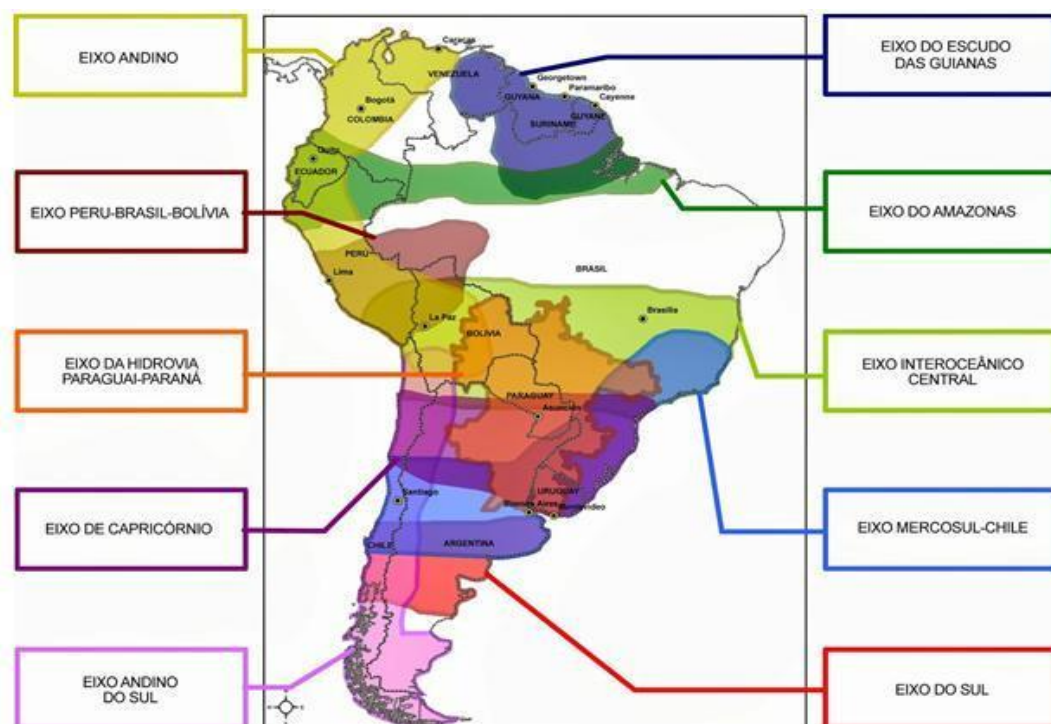 EIXO ANDINO
EIXO PERU-BRASIL-BOLÍVIA
EIXO DA HIDROVIA
PARAGUAI-PARANÁ
EIXO DE CAPRICÓRNIO
EIXO ANDINO
DO SUL
Caracas
VENEZUELA
Georgetown
Paramaribo
GUYANA
Cayenne
Bogotá
SURINAME
GUYANE
COLOMBIA
Quito
ECUADOR
PERU
BRASIL
Lima
Brasilia
La Paz
BOLIVIA
PARAGUAY
Asunción
URUGUAY
Santiago
Buenos Aires
Montevideo
CHILE
ARGENTINA
EIXO DO ESCUDO
DAS GUIANAS
EIXO DO AMAZONAS
EIXO INTEROCEÂNICO
CENTRAL
EIXO MERCOSUL-CHILE
EIXO DO SUL